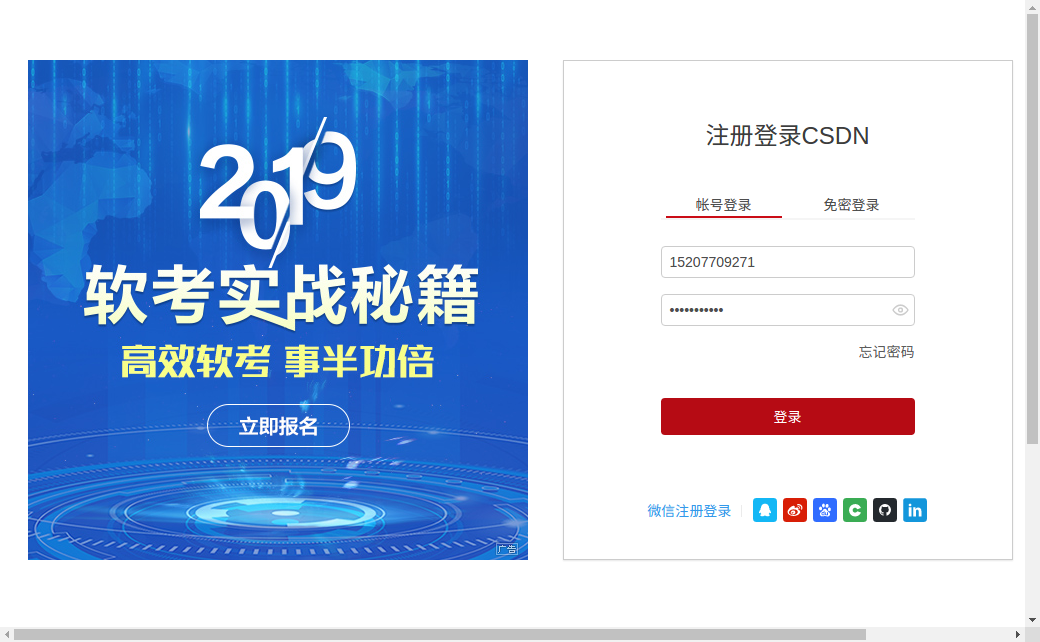 2019
软考实战秘籍
高效软考 事半功倍
立即报名
广告
注册登录CSDN
帐号登录 免密登录
15207709271
•••••••••••
忘记密码
登录
微信注册登录